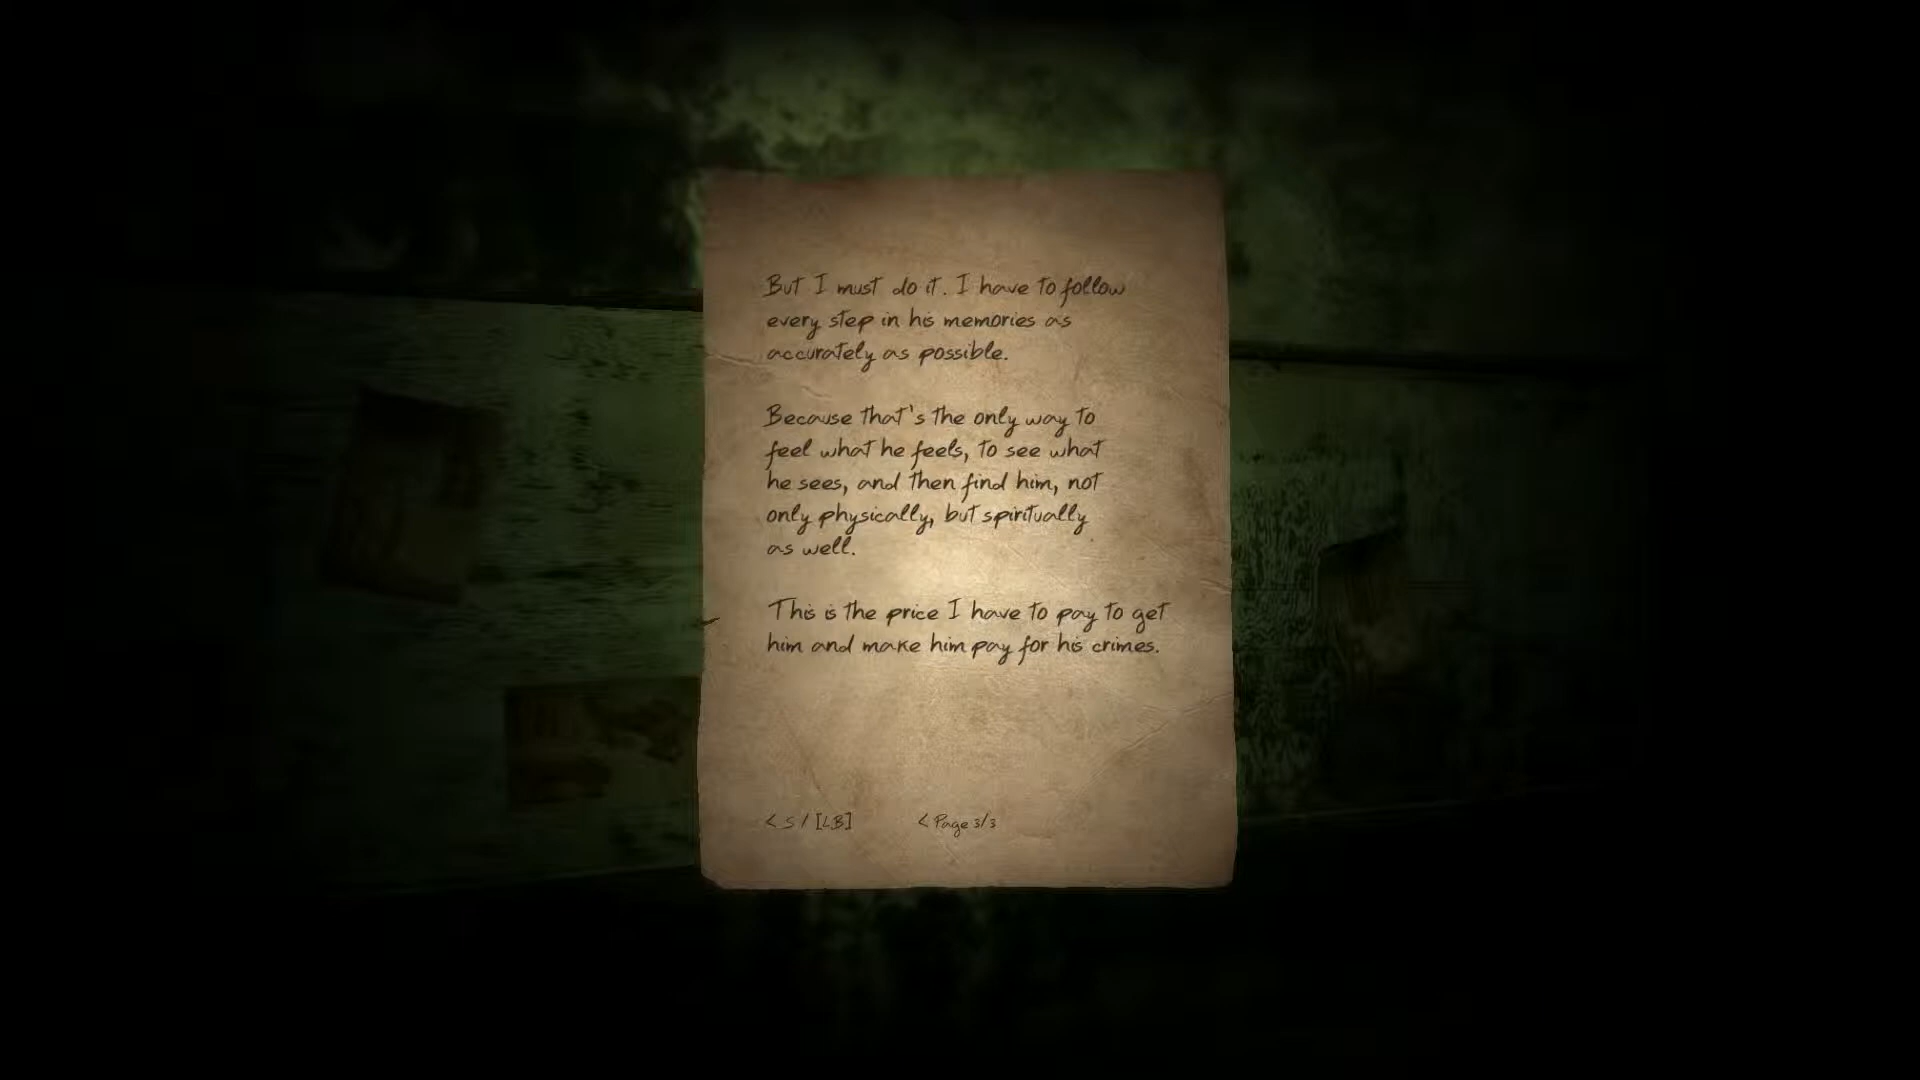 But I must do it. I have to follow
every step in his memories as
accurately as possible.
Because that's the only way to
feel what he feels, to see what
he sees, and then find him, not
only physically, but spiritually
as well.
This is the price I have to pay to get
him and make him pay for his crimes.
< S / [LB] < Page 3/3